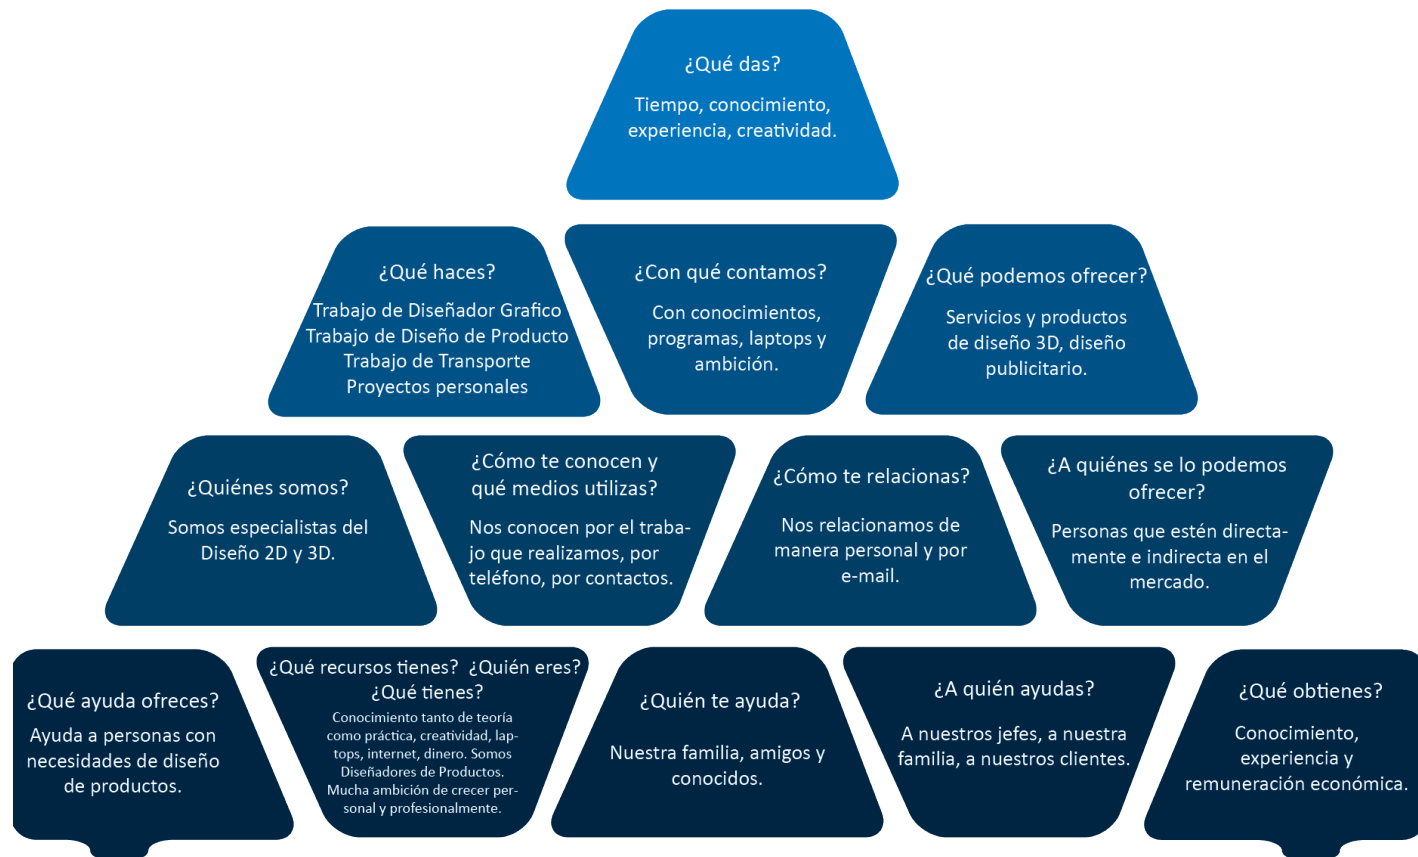 ¿Qué das?
Tiempo, conocimiento,
experiencia, creatividad.
¿Qué haces?
Trabajo de Diseñador Grafico
Trabajo de Diseño de Producto
Trabajo de Transporte
Proyectos personales
¿Con qué contamos?
Con conocimientos,
programas, laptops y
ambición.
¿Qué podemos ofrecer?
Servicios y productos
de diseño 3D, diseño
publicitario.
¿Quiénes somos?
Somos especialistas del
Diseño 2D y 3D.
¿Cómo te conocen y
qué medios utilizas?
Nos conocen por el traba-
jo que realizamos, por
teléfono, por contactos.
¿Cómo te relacionas?
Nos relacionamos de
manera personal y por
e-mail.
¿A quiénes se lo podemos
ofrecer?
Personas que estén directa-
mente e indirecta en el
mercado.
¿Qué ayuda ofreces?
Ayuda a personas con
necesidades de diseño
de productos.
¿Qué recursos tienes? ¿Quién eres?
¿Qué tienes?
Conocimiento tanto de teoría
como práctica, creatividad, lap-
tops, internet, dinero. Somos
Diseñadores de Productos.
Mucha ambición de crecer per-
sonal y profesionalmente.
¿Quién te ayuda?
Nuestra familia, amigos y
conocidos.
¿A quién ayudas?
A nuestros jefes, a nuestra
familia, a nuestros clientes.
¿Qué obtienes?
Conocimiento,
experiencia y
remuneración económica.